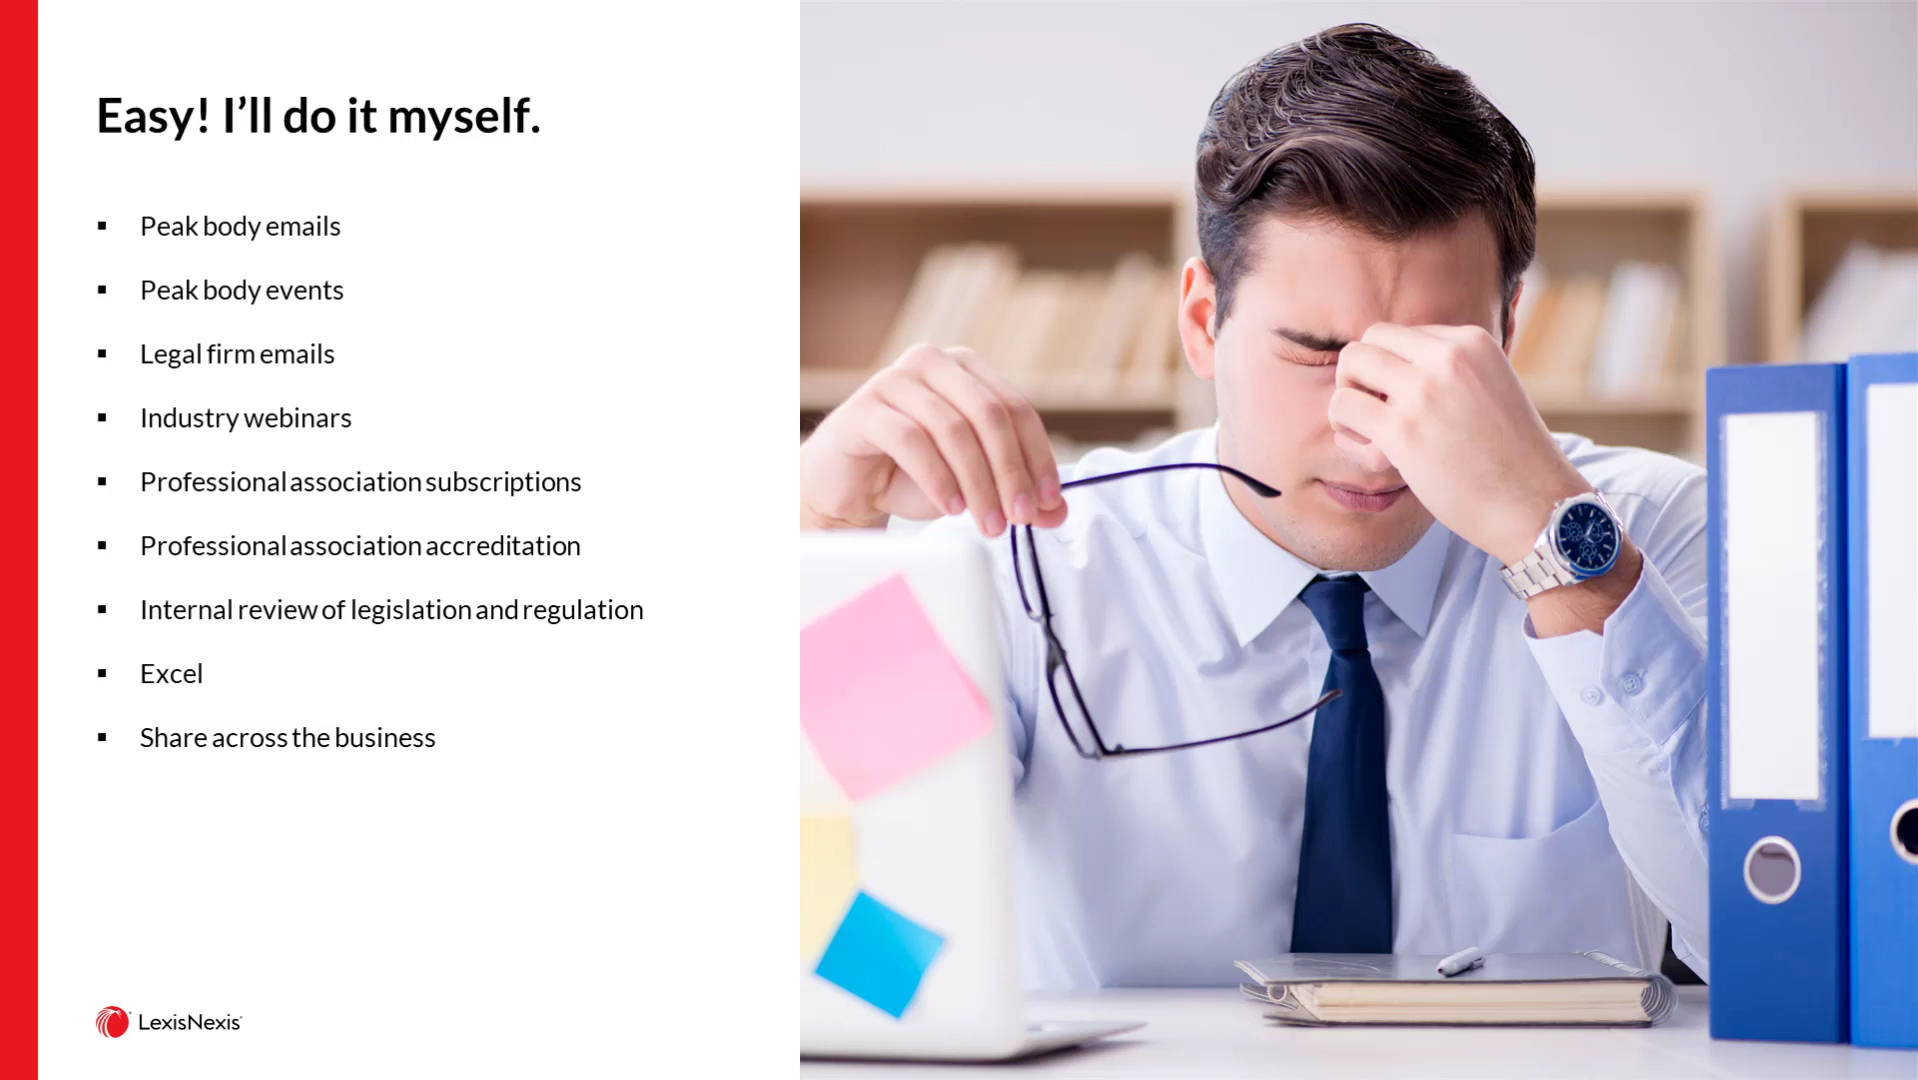 Easy! I’ll do it myself.
Peak body emails
Peak body events
Legal firm emails
Industry webinars
Professional association subscriptions
Professional association accreditation
Internal review of legislation and regulation
Excel
Share across the business
LexisNexis